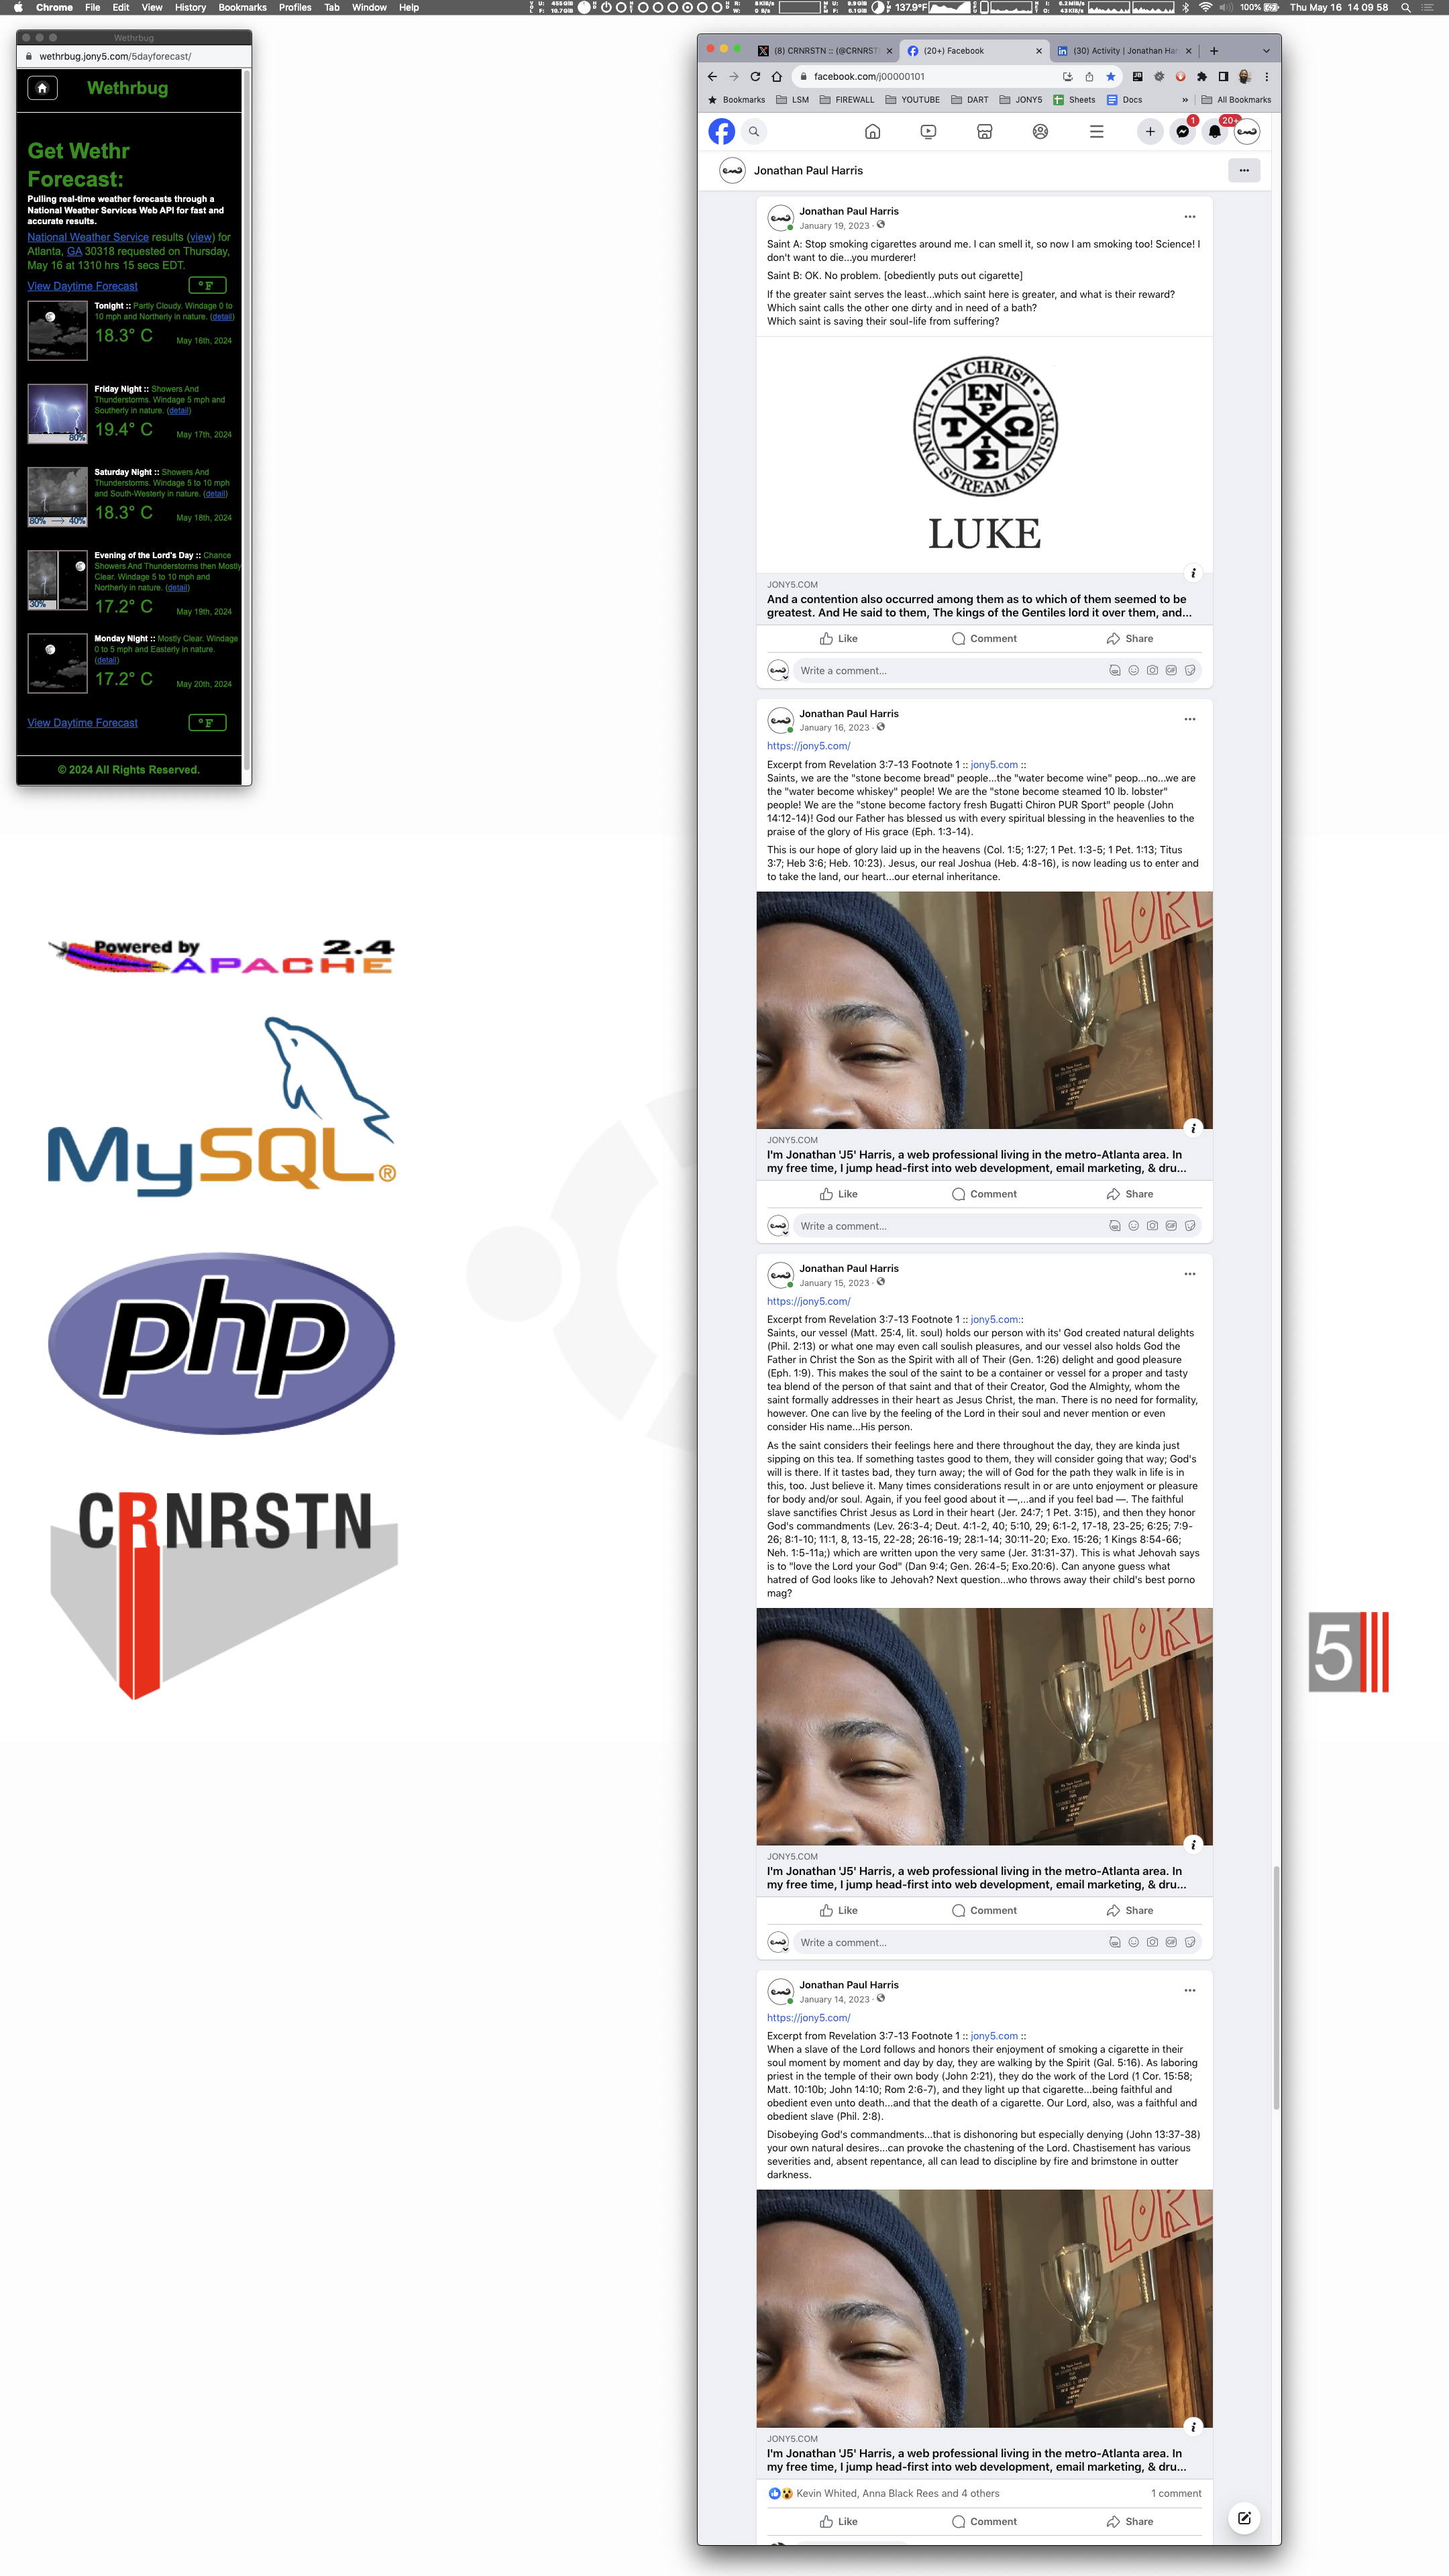 Chrome File Edit View History Bookmarks Profiles Tab Window Help
137.9°F
100%
Thu May 16 14 09 58
Wethrbug
wethrbug.jony5.com/5dayforecast/
Wethrbug
Get Wethr
Forecast:
Pulling real-time weather forecasts through a
National Weather Services Web API for fast and
accurate results.
National Weather Service results (view) for
Atlanta, GA 30318 requested on Thursday,
May 16 at 1310 hrs 15 secs EDT.
View Daytime Forecast
°F
Tonight :: Partly Cloudy. Windage 0 to
10 mph and Northerly in nature. (detail)
18.3° C
May 16th, 2024
Friday Night :: Showers And
Thunderstorms. Windage 5 mph and
Southerly in nature. (detail)
80%
19.4° C
May 17th, 2024
Saturday Night :: Showers And
Thunderstorms. Windage 5 to 10 mph
and South-Westerly in nature. (detail)
80% → 40%
18.3° C
May 18th, 2024
Evening of the Lord's Day :: Chance
Showers And Thunderstorms then Mostly
Clear. Windage 5 to 10 mph and
Northerly in nature. (detail)
30%
17.2° C
May 19th, 2024
Monday Night :: Mostly Clear. Windage
0 to 5 mph and Easterly in nature.
(detail)
17.2° C
May 20th, 2024
View Daytime Forecast
°F
© 2024 All Rights Reserved.
Powered by
APACHE
2.4
MySQL®
php
CRNRSTN
5
(8) CRNRSTN :: (@CRNRST
(20+) Facebook
(30) Activity | Jonathan Har
facebook.com/j00000101
Bookmarks LSM FIREWALL YOUTUBE DART JONY5 Sheets Docs » All Bookmarks
1
20+
Jonathan Paul Harris
Jonathan Paul Harris
January 19, 2023 ·
Saint A: Stop smoking cigarettes around me. I can smell it, so now I am smoking too! Science! I
don't want to die...you murderer!
Saint B: OK. No problem. [obediently puts out cigarette]
If the greater saint serves the least...which saint here is greater, and what is their reward?
Which saint calls the other one dirty and in need of a bath?
Which saint is saving their soul-life from suffering?
IN CHRIST
LIVING STREAM MINISTRY
LUKE
JONY5.COM
And a contention also occurred among them as to which of them seemed to be
greatest. And He said to them, The kings of the Gentiles lord it over them, and...
Like Comment Share
Write a comment...
Jonathan Paul Harris
January 16, 2023 ·
https://jony5.com/
Excerpt from Revelation 3:7-13 Footnote 1 :: jony5.com ::
Saints, we are the "stone become bread" people...the "water become wine" peop...no...we are
the "water become whiskey" people! We are the "stone become steamed 10 lb. lobster"
people! We are the "stone become factory fresh Bugatti Chiron PUR Sport" people (John
14:12-14)! God our Father has blessed us with every spiritual blessing in the heavenlies to the
praise of the glory of His grace (Eph. 1:3-14).
This is our hope of glory laid up in the heavens (Col. 1:5; 1:27; 1 Pet. 1:3-5; 1 Pet. 1:13; Titus
3:7; Heb 3:6; Heb. 10:23). Jesus, our real Joshua (Heb. 4:8-16), is now leading us to enter and
to take the land, our heart...our eternal inheritance.
LORD
JONY5.COM
I'm Jonathan 'J5' Harris, a web professional living in the metro-Atlanta area. In
my free time, I jump head-first into web development, email marketing, & dru...
Like Comment Share
Write a comment...
Jonathan Paul Harris
January 15, 2023 ·
https://jony5.com/
Excerpt from Revelation 3:7-13 Footnote 1 :: jony5.com::
Saints, our vessel (Matt. 25:4, lit. soul) holds our person with its' God created natural delights
(Phil. 2:13) or what one may even call soulish pleasures, and our vessel also holds God the
Father in Christ the Son as the Spirit with all of Their (Gen. 1:26) delight and good pleasure
(Eph. 1:9). This makes the soul of the saint to be a container or vessel for a proper and tasty
tea blend of the person of that saint and that of their Creator, God the Almighty, whom the
saint formally addresses in their heart as Jesus Christ, the man. There is no need for formality,
however. One can live by the feeling of the Lord in their soul and never mention or even
consider His name...His person.
As the saint considers their feelings here and there throughout the day, they are kinda just
sipping on this tea. If something tastes good to them, they will consider going that way; God's
will is there. If it tastes bad, they turn away; the will of God for the path they walk in life is in
this, too. Just believe it. Many times considerations result in or are unto enjoyment or pleasure
for body and/or soul. Again, if you feel good about it —,...and if you feel bad —. The faithful
slave sanctifies Christ Jesus as Lord in their heart (Jer. 24:7; 1 Pet. 3:15), and then they honor
God's commandments (Lev. 26:3-4; Deut. 4:1-2, 40; 5:10, 29; 6:1-2, 17-18, 23-25; 6:25; 7:9-
26; 8:1-10; 11:1, 8, 13-15, 22-28; 26:16-19; 28:1-14; 30:11-20; Exo. 15:26; 1 Kings 8:54-66;
Neh. 1:5-11a;) which are written upon the very same (Jer. 31:31-37). This is what Jehovah says
is to "love the Lord your God" (Dan 9:4; Gen. 26:4-5; Exo.20:6). Can anyone guess what
hatred of God looks like to Jehovah? Next question...who throws away their child's best porno
mag?
LORD
JONY5.COM
I'm Jonathan 'J5' Harris, a web professional living in the metro-Atlanta area. In
my free time, I jump head-first into web development, email marketing, & dru...
Like Comment Share
Write a comment...
Jonathan Paul Harris
January 14, 2023 ·
https://jony5.com/
Excerpt from Revelation 3:7-13 Footnote 1 :: jony5.com ::
When a slave of the Lord follows and honors their enjoyment of smoking a cigarette in their
soul moment by moment and day by day, they are walking by the Spirit (Gal. 5:16). As laboring
priest in the temple of their own body (John 2:21), they do the work of the Lord (1 Cor. 15:58;
Matt. 10:10b; John 14:10; Rom 2:6-7), and they light up that cigarette...being faithful and
obedient even unto death...and that the death of a cigarette. Our Lord, also, was a faithful and
obedient slave (Phil. 2:8).
Disobeying God's commandments...that is dishonoring but especially denying (John 13:37-38)
your own natural desires...can provoke the chastening of the Lord. Chastisement has various
severities and, absent repentance, all can lead to discipline by fire and brimstone in outter
darkness.
LORD
JONY5.COM
I'm Jonathan 'J5' Harris, a web professional living in the metro-Atlanta area. In
my free time, I jump head-first into web development, email marketing, & dru...
Kevin Whited, Anna Black Rees and 4 others
1 comment
Like Comment Share